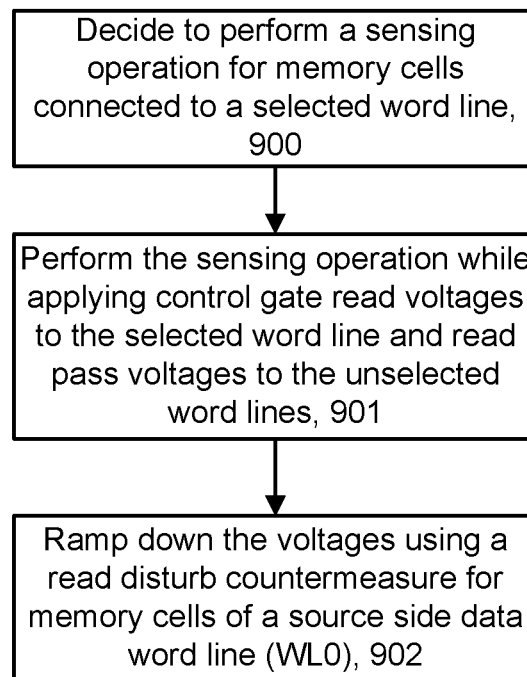 Decide to perform a sensing
operation for memory cells
connected to a selected word line,
900
Perform the sensing operation while
applying control gate read voltages
to the selected word line and read
pass voltages to the unselected
word lines, 901
Ramp down the voltages using a
read disturb countermeasure for
memory cells of a source side data
word line (WL0), 902